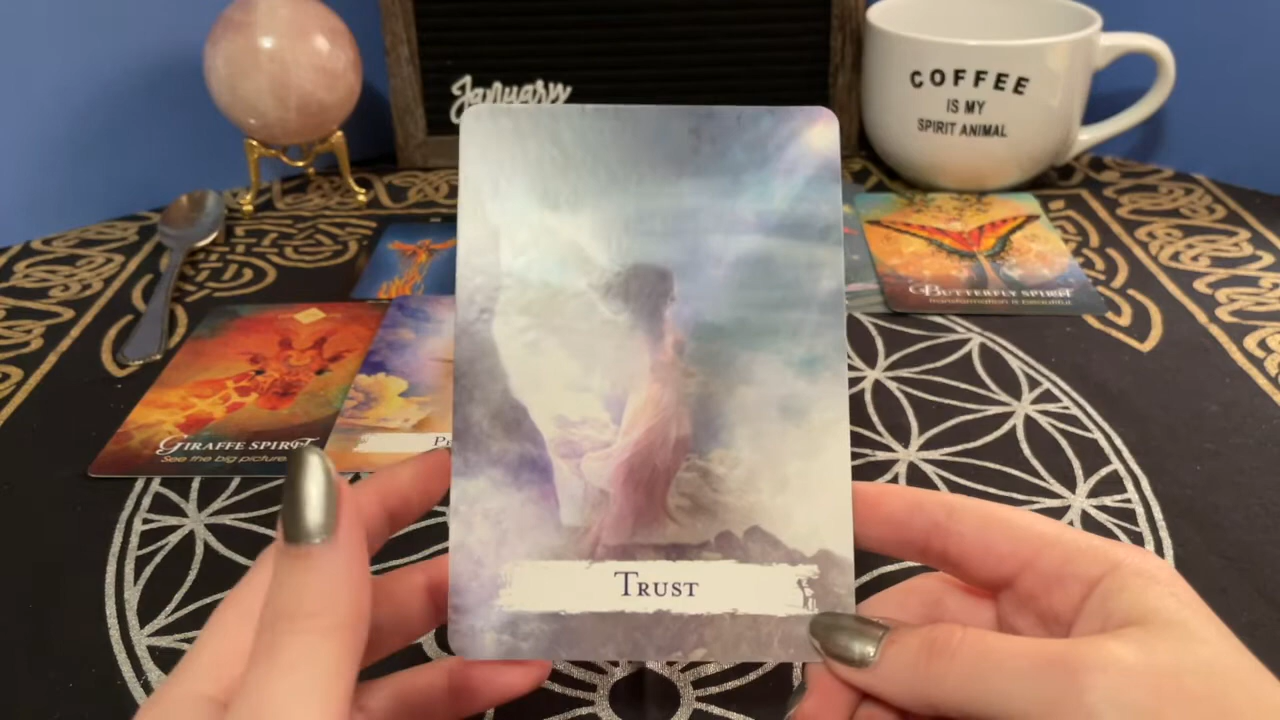 January
COFFEE
IS MY
SPIRIT ANIMAL
BUTTERFLY SPIRIT
Transformation is beautiful.
GIRAFFE SPIRIT
See the big picture.
TRUST